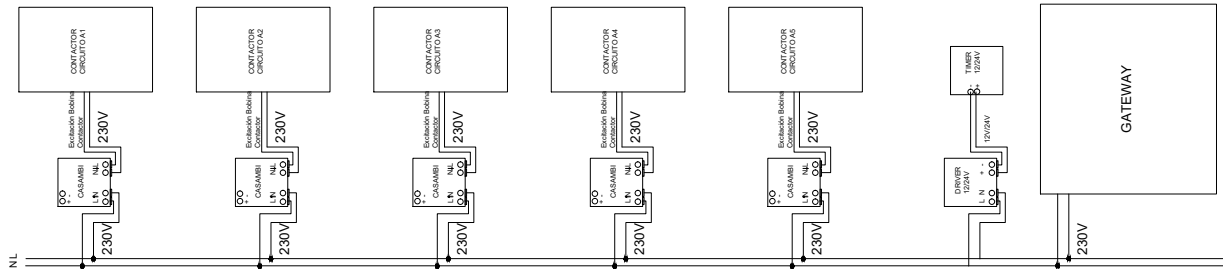 CONTACTOR
CIRCUITO A1
CONTACTOR
CIRCUITO A2
CONTACTOR
CIRCUITO A3
CONTACTOR
CIRCUITO A4
CONTACTOR
CIRCUITO A5
TIMER
12/24V
- +
GATEWAY
Excitación Bobina
Contactor
230V
Excitación Bobina
Contactor
230V
Excitación Bobina
Contactor
230V
Excitación Bobina
Contactor
230V
Excitación Bobina
Contactor
230V
12V/24V
CASAMBI
+ -
L N
N L
CASAMBI
+ -
L N
N L
CASAMBI
+ -
L N
N L
CASAMBI
+ -
L N
N L
CASAMBI
+ -
L N
N L
DRIVER
12/24V
L N
+ -
230V
230V
230V
230V
230V
230V
N L